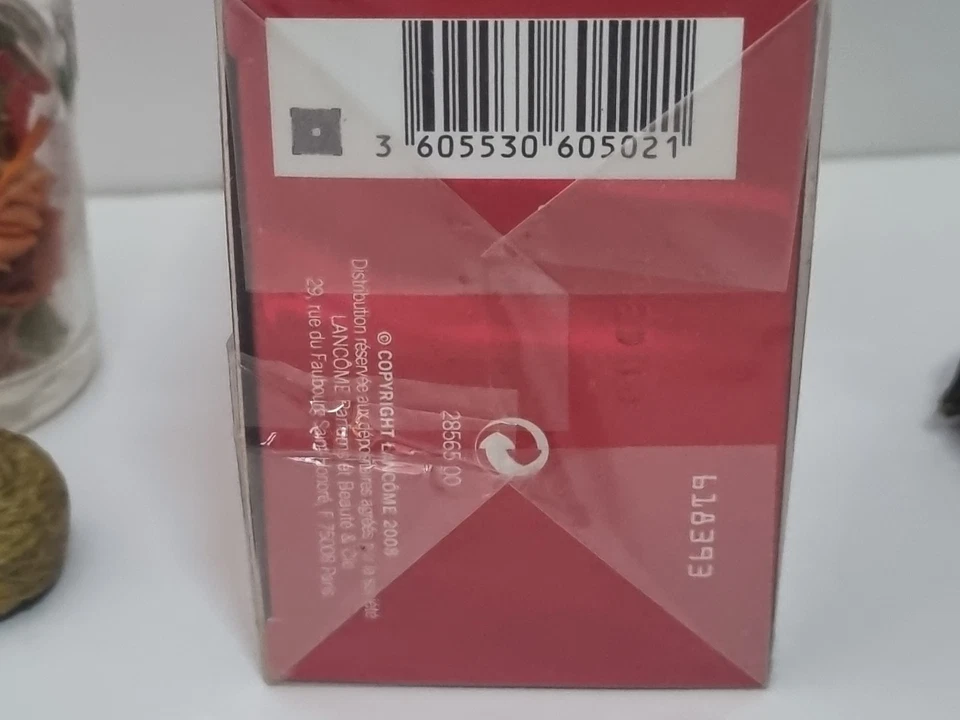 3 605530 605021
28565 00
© COPYRIGHT LANCÔME 2008
Distribution réservée aux dépositaires agréés par la société
LANCÔME Parfums et Beauté & Cie
29, rue du Faubourg Saint-Honoré, F 75008 Paris
618393